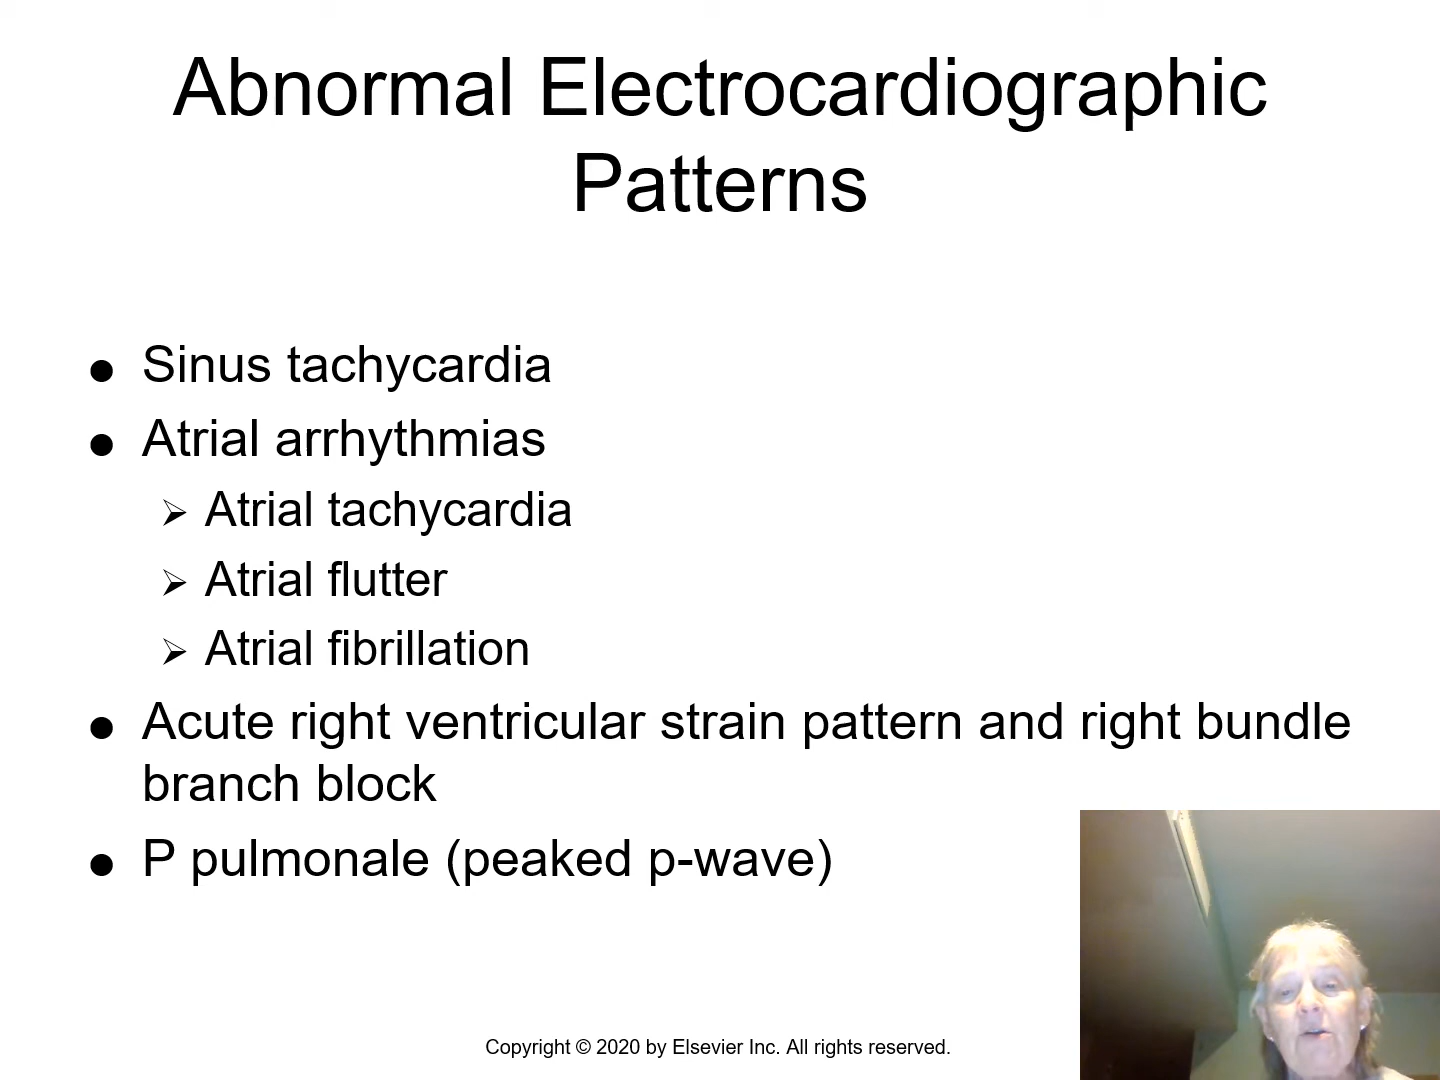 Abnormal Electrocardiographic
Patterns
● Sinus tachycardia
● Atrial arrhythmias
➢ Atrial tachycardia
➢ Atrial flutter
➢ Atrial fibrillation
● Acute right ventricular strain pattern and right bundle
branch block
● P pulmonale (peaked p-wave)
Copyright © 2020 by Elsevier Inc. All rights reserved.